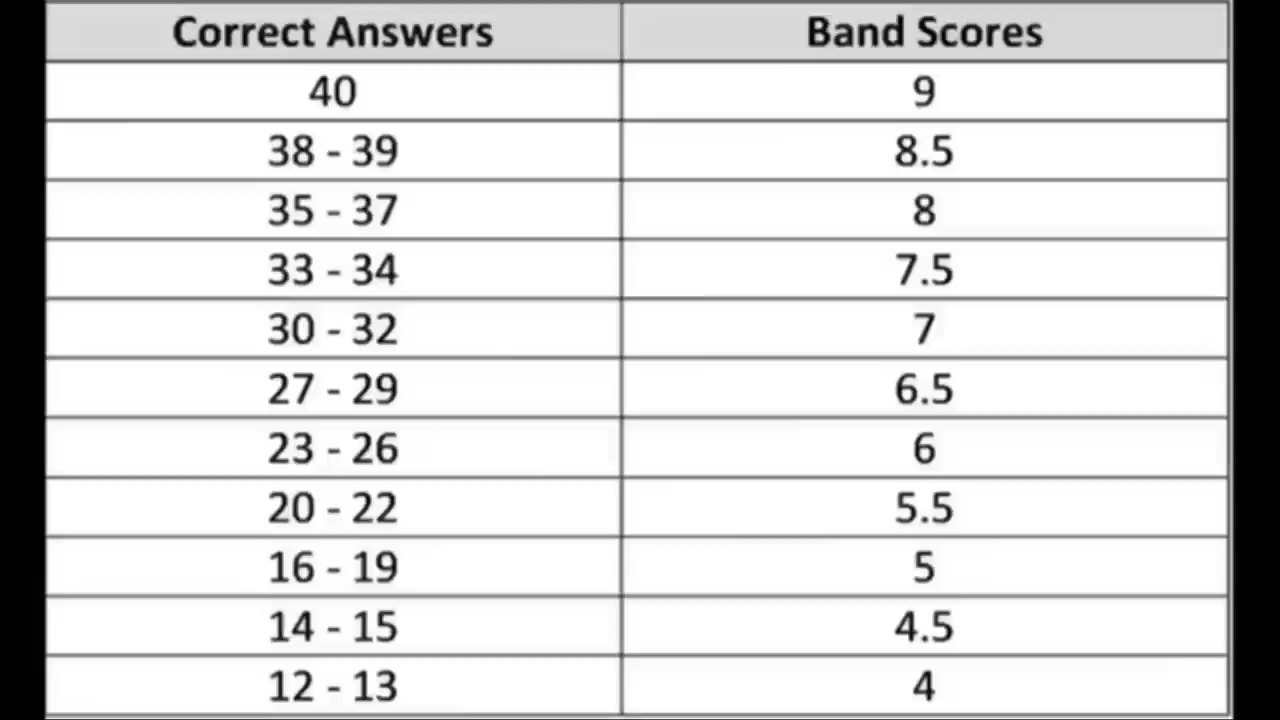 Correct Answers Band Scores
40 9
38 - 39 8.5
35 - 37 8
33 - 34 7.5
30 - 32 7
27 - 29 6.5
23 - 26 6
20 - 22 5.5
16 - 19 5
14 - 15 4.5
12 - 13 4